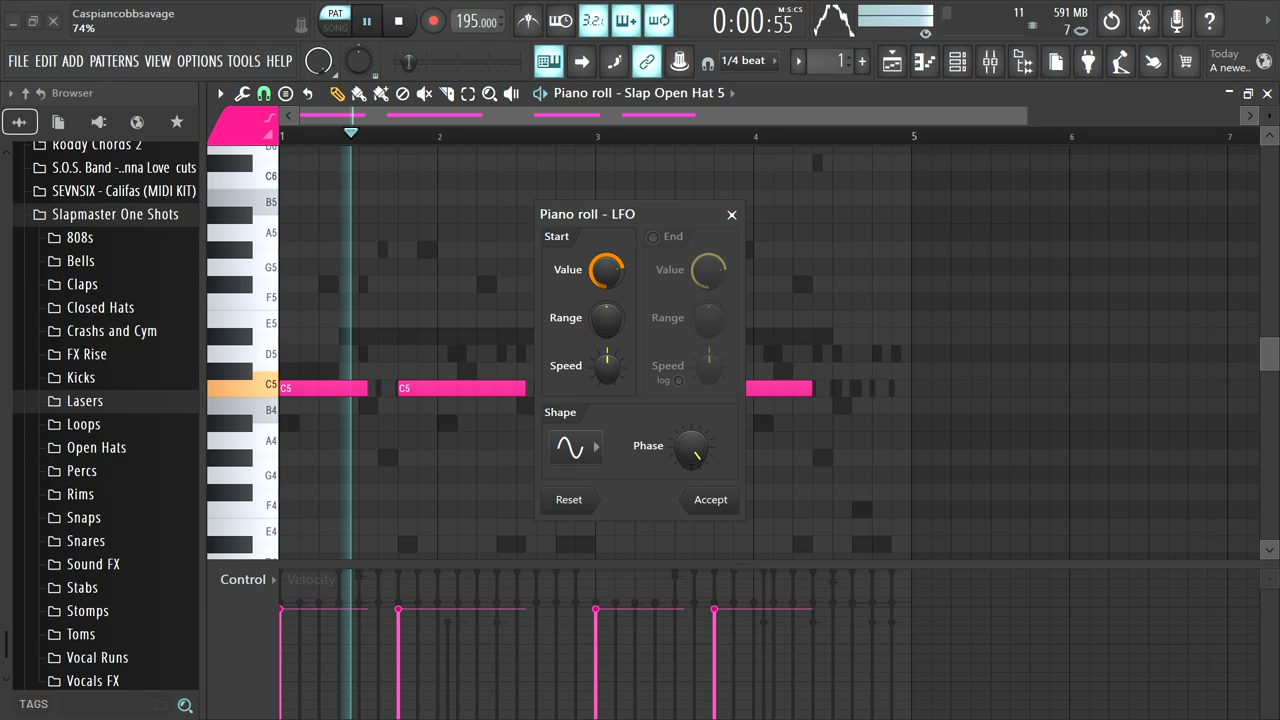 Caspiancobbsavage
74%
PAT
SONG
195.000
3.2:
0:00:55
M:S:CS
11
591 MB
7
FILE EDIT ADD PATTERNS VIEW OPTIONS TOOLS HELP
1/4 beat
1
Today
A newe..
Browser
Piano roll - Slap Open Hat 5
1 2 3 4 5 6 7
Roddy Chords 2
S.O.S. Band -..nna Love cuts
SEVNSIX - Califas (MIDI KIT)
Slapmaster One Shots
808s
Bells
Claps
Closed Hats
Crashs and Cym
FX Rise
Kicks
Lasers
Loops
Open Hats
Percs
Rims
Snaps
Snares
Sound FX
Stabs
Stomps
Toms
Vocal Runs
Vocals FX
TAGS
D6
C6
B5
A5
G5
F5
E5
D5
C5
B4
A4
G4
F4
E4
C5
C5
Piano roll - LFO
Start
End
Value
Value
Range
Range
Speed
Speed
log
Shape
Phase
Reset
Accept
Control
Velocity